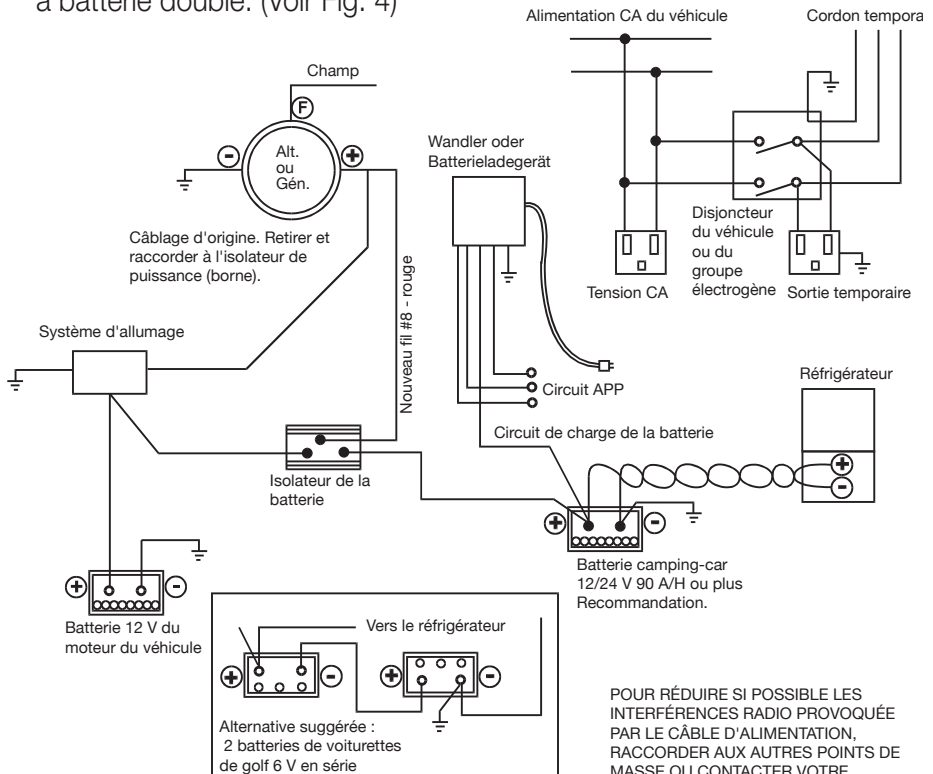 à batterie double. (Voir Fig. 4)
Alimentation CA du véhicule
Cordon tempora
Champ
F
Alt.
ou
Gén.
Wandler oder
Batterieladegerät
Câblage d'origine. Retirer et
raccorder à l'isolateur de
puissance (borne).
Disjoncteur
du véhicule
ou du
groupe
électrogène
Tension CA
Sortie temporaire
Nouveau fil #8 - rouge
Système d'allumage
Circuit APP
Réfrigérateur
Circuit de charge de la batterie
Isolateur de la
batterie
Batterie camping-car
12/24 V 90 A/H ou plus
Recommandation.
Batterie 12 V du
moteur du véhicule
Vers le réfrigérateur
Alternative suggérée :
2 batteries de voiturettes
de golf 6 V en série
POUR RÉDUIRE SI POSSIBLE LES
INTERFÉRENCES RADIO PROVOQUÉE
PAR LE CÂBLE D'ALIMENTATION,
RACCORDER AUX AUTRES POINTS DE
MASSE OU CONTACTER VOTRE